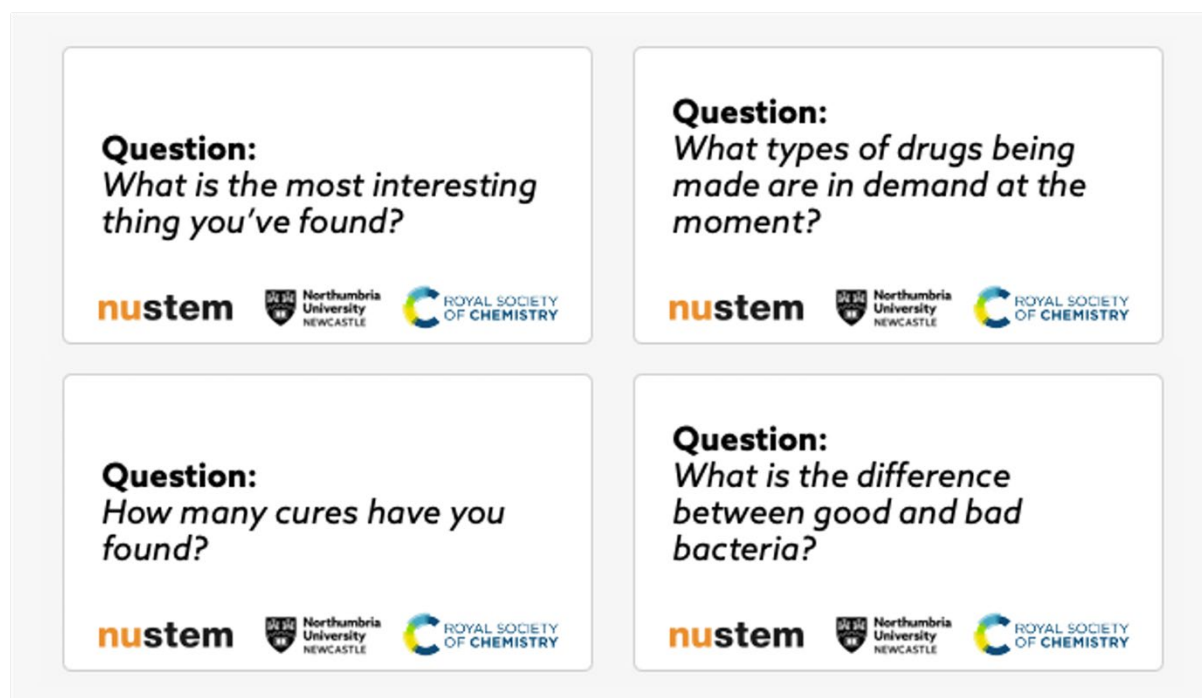 Question:
What is the most interesting
thing you've found?
nustem
Northumbria
University
NEWCASTLE
ROYAL SOCIETY
OF CHEMISTRY
Question:
What types of drugs being
made are in demand at the
moment?
nustem
Northumbria
University
NEWCASTLE
ROYAL SOCIETY
OF CHEMISTRY
Question:
How many cures have you
found?
nustem
Northumbria
University
NEWCASTLE
ROYAL SOCIETY
OF CHEMISTRY
Question:
What is the difference
between good and bad
bacteria?
nustem
Northumbria
University
NEWCASTLE
ROYAL SOCIETY
OF CHEMISTRY